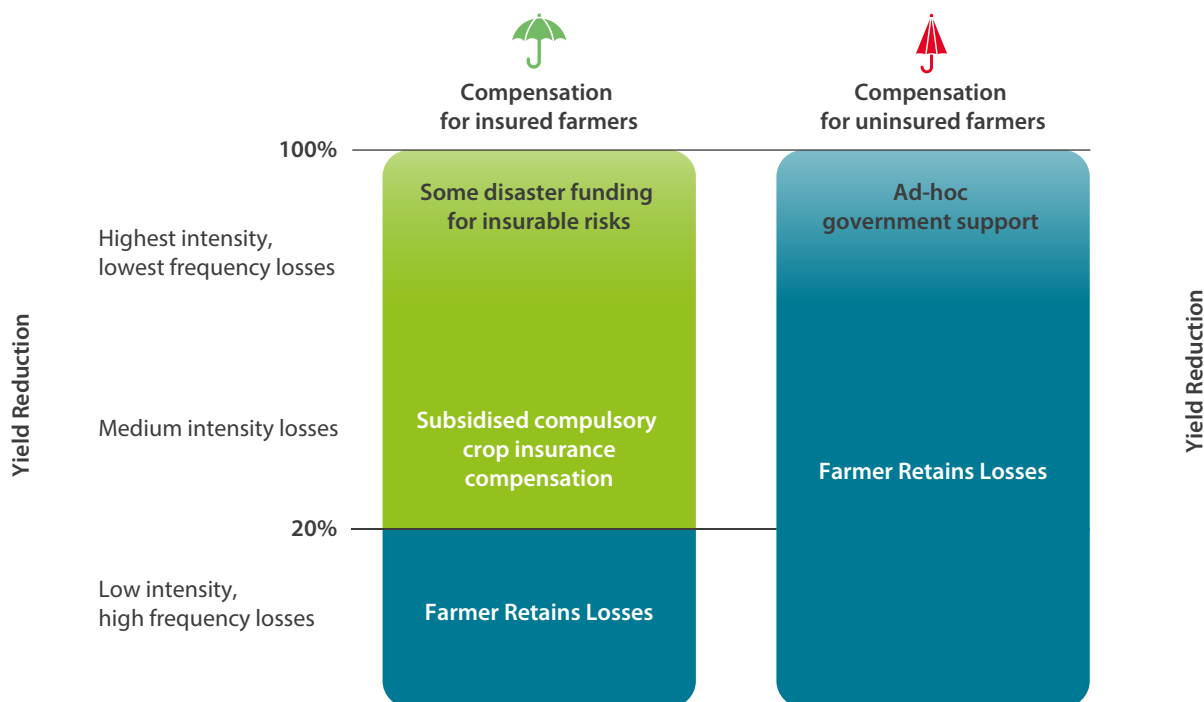 Compensation
for insured farmers
Compensation
for uninsured farmers
100%
Some disaster funding
for insurable risks
Ad-hoc
government support
Highest intensity,
lowest frequency losses
Yield Reduction
Yield Reduction
Medium intensity losses
Subsidised compulsory
crop insurance
compensation
Farmer Retains Losses
20%
Low intensity,
high frequency losses
Farmer Retains Losses